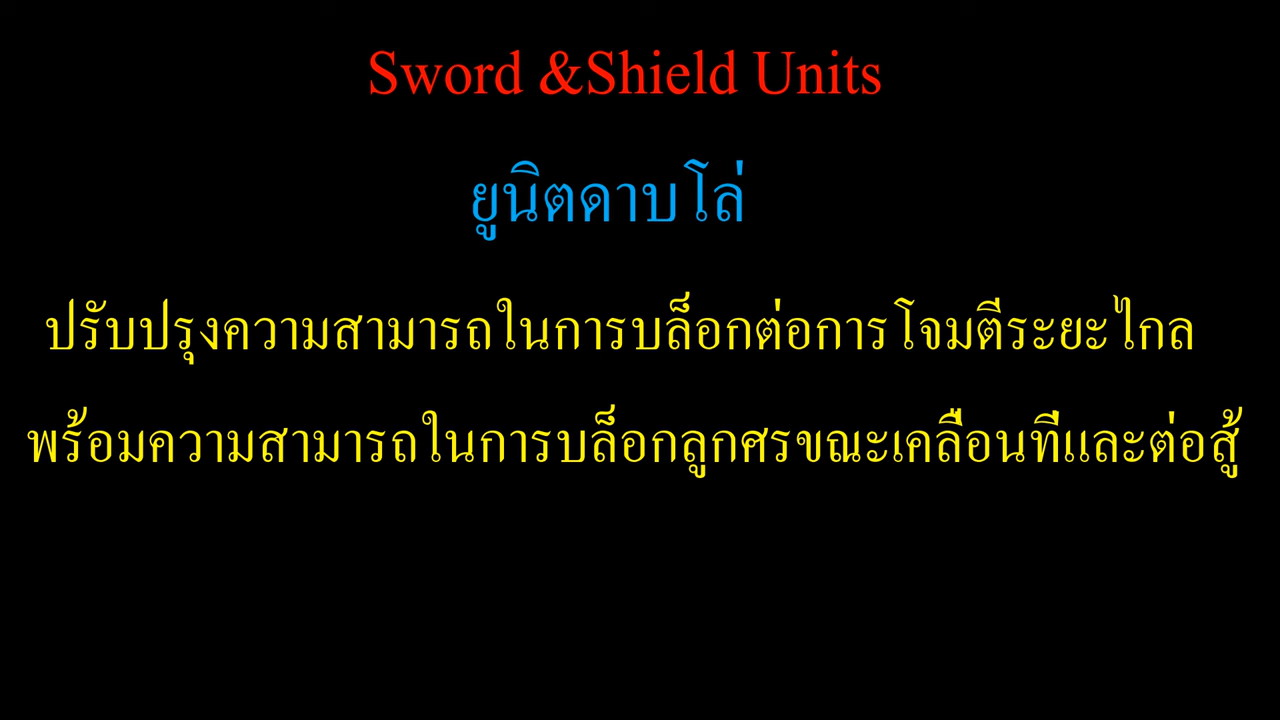 Sword &Shield Units
ยูนิตดาบโล่
ปรับปรุงความสามารถในการบล็อกต่อการโจมตีระยะไกล
พร้อมความสามารถในการบล็อกลูกศรขณะเคลื่อนที่และต่อสู้